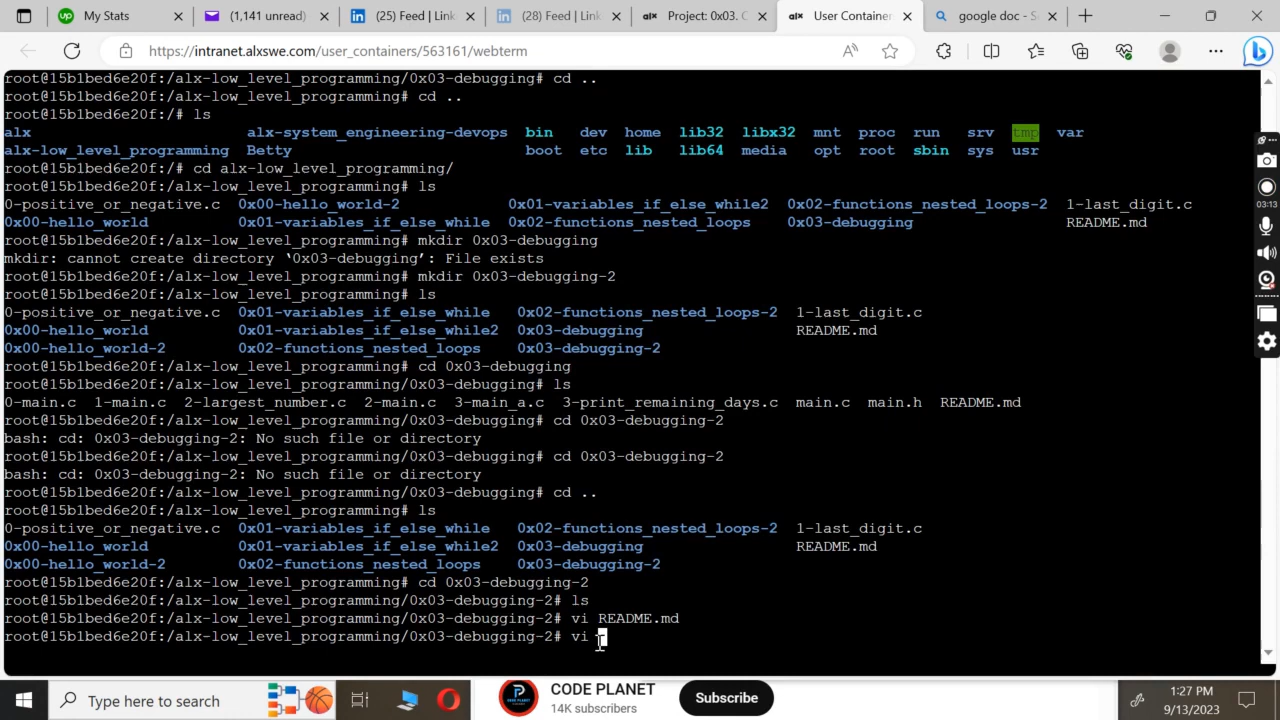 My Stats
(1,141 unread)
(25) Feed | Link
(28) Feed | Link
Project: 0x03. C
User Container
google doc - S
https://intranet.alxswe.com/user_containers/563161/webterm
root@15b1bed6e20f:/alx-low_level_programming/0x03-debugging# cd ..
root@15b1bed6e20f:/alx-low_level_programming# cd ..
root@15b1bed6e20f:/# ls
alx alx-system_engineering-devops bin dev home lib32 libx32 mnt proc run srv tmp var
alx-low_level_programming Betty boot etc lib lib64 media opt root sbin sys usr
root@15b1bed6e20f:/# cd alx-low_level_programming/
root@15b1bed6e20f:/alx-low_level_programming# ls
0-positive_or_negative.c 0x00-hello_world-2 0x01-variables_if_else_while2 0x02-functions_nested_loops-2 1-last_digit.c
0x00-hello_world 0x01-variables_if_else_while 0x02-functions_nested_loops 0x03-debugging README.md
root@15b1bed6e20f:/alx-low_level_programming# mkdir 0x03-debugging
mkdir: cannot create directory ‘0x03-debugging’: File exists
root@15b1bed6e20f:/alx-low_level_programming# mkdir 0x03-debugging-2
root@15b1bed6e20f:/alx-low_level_programming# ls
0-positive_or_negative.c 0x01-variables_if_else_while 0x02-functions_nested_loops-2 1-last_digit.c
0x00-hello_world 0x01-variables_if_else_while2 0x03-debugging README.md
0x00-hello_world-2 0x02-functions_nested_loops 0x03-debugging-2
root@15b1bed6e20f:/alx-low_level_programming# cd 0x03-debugging
root@15b1bed6e20f:/alx-low_level_programming/0x03-debugging# ls
0-main.c 1-main.c 2-largest_number.c 2-main.c 3-main_a.c 3-print_remaining_days.c main.c main.h README.md
root@15b1bed6e20f:/alx-low_level_programming/0x03-debugging# cd 0x03-debugging-2
bash: cd: 0x03-debugging-2: No such file or directory
root@15b1bed6e20f:/alx-low_level_programming/0x03-debugging# cd 0x03-debugging-2
bash: cd: 0x03-debugging-2: No such file or directory
root@15b1bed6e20f:/alx-low_level_programming/0x03-debugging# cd ..
root@15b1bed6e20f:/alx-low_level_programming# ls
0-positive_or_negative.c 0x01-variables_if_else_while 0x02-functions_nested_loops-2 1-last_digit.c
0x00-hello_world 0x01-variables_if_else_while2 0x03-debugging README.md
0x00-hello_world-2 0x02-functions_nested_loops 0x03-debugging-2
root@15b1bed6e20f:/alx-low_level_programming# cd 0x03-debugging-2
root@15b1bed6e20f:/alx-low_level_programming/0x03-debugging-2# ls
root@15b1bed6e20f:/alx-low_level_programming/0x03-debugging-2# vi README.md
root@15b1bed6e20f:/alx-low_level_programming/0x03-debugging-2# vi
03:13
Type here to search
CODE PLANET
14K subscribers
Subscribe
1:27 PM
9/13/2023